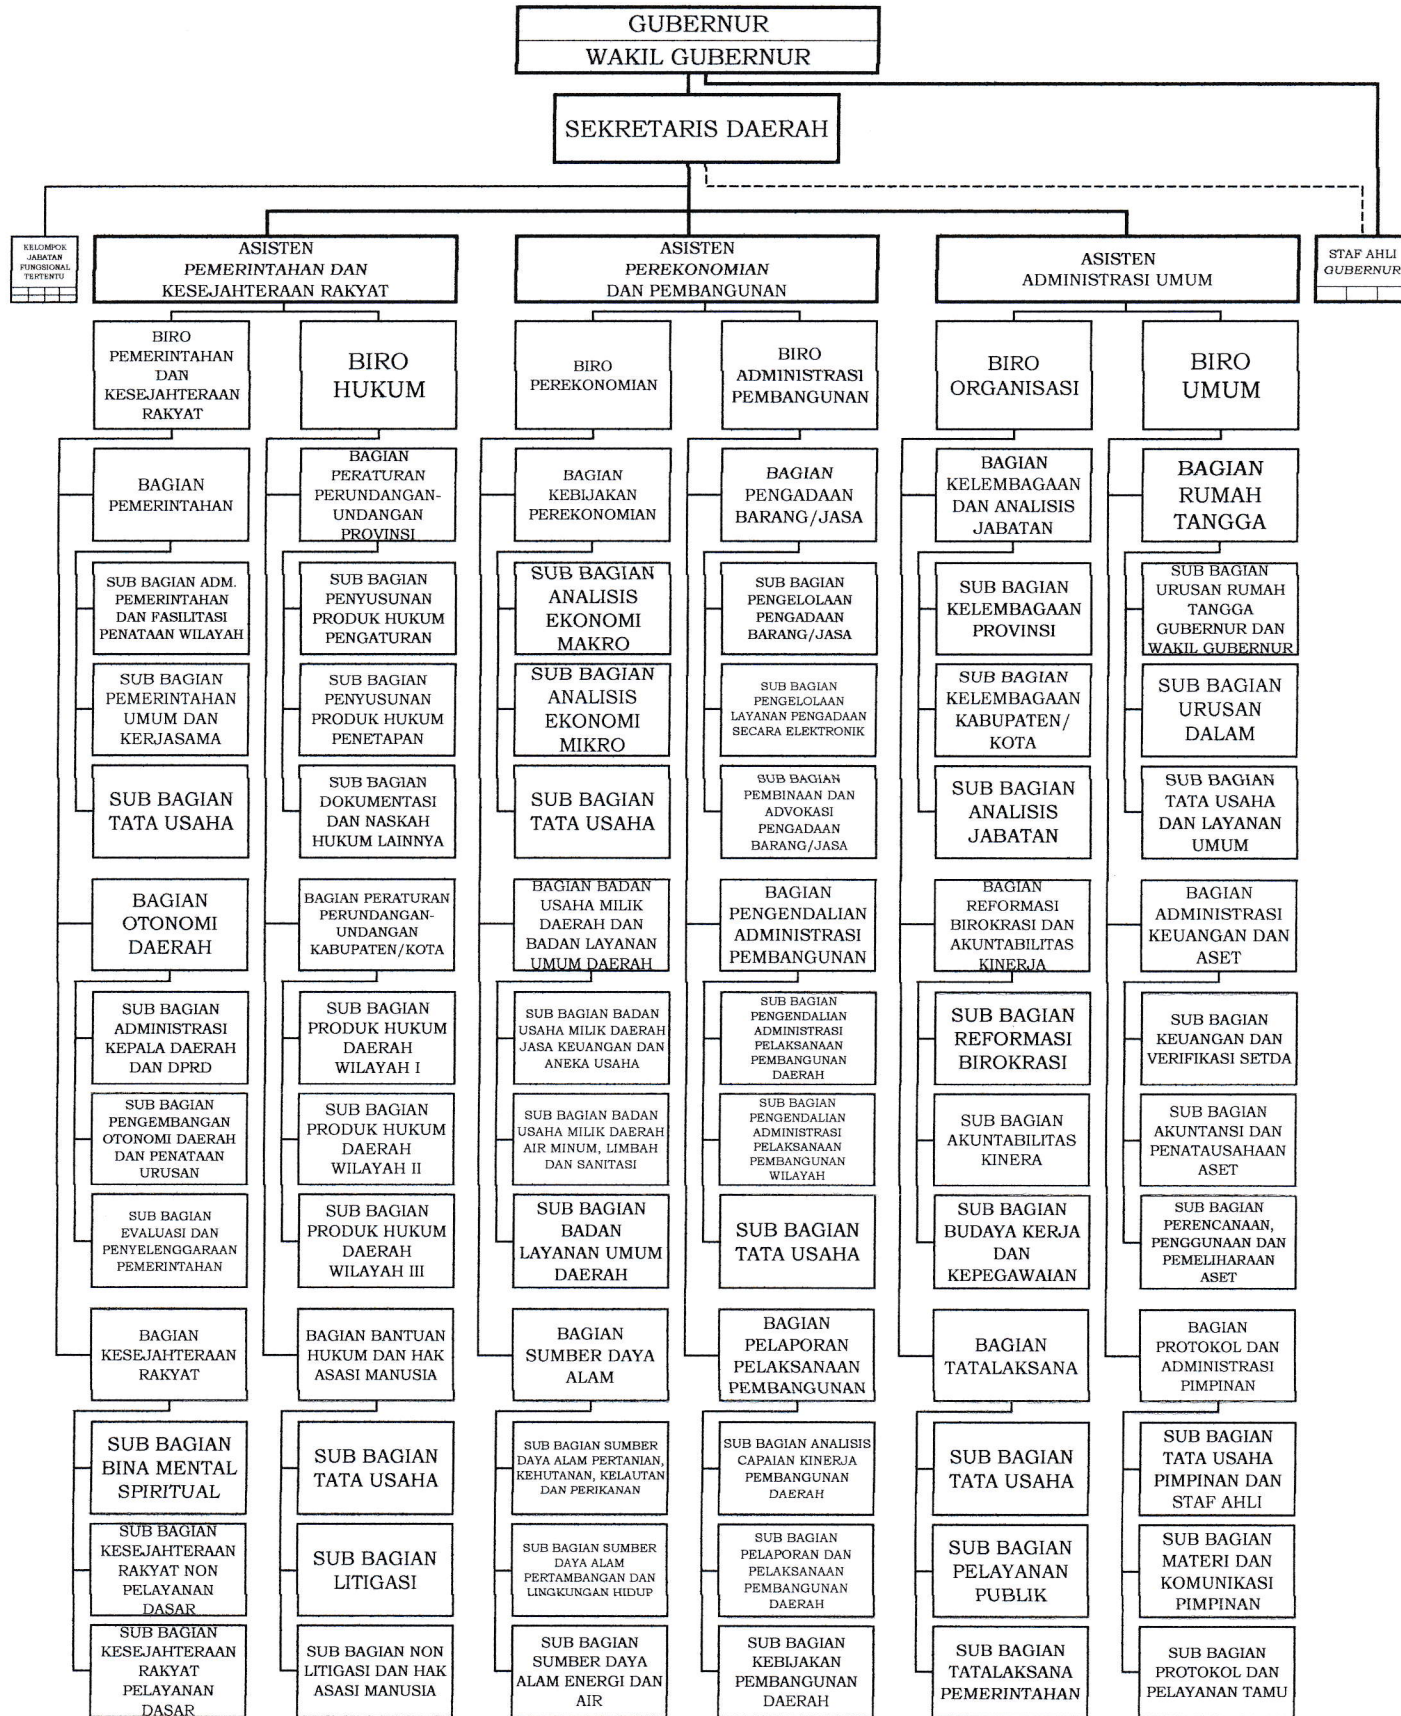 GUBERNUR
WAKIL GUBERNUR
SEKRETARIS DAERAH
KELOMPOK
JABATAN
FUNGSIONAL
TERTENTU
ASISTEN
PEMERINTAHAN DAN
KESEJAHTERAAN RAKYAT
ASISTEN
PEREKONOMIAN
DAN PEMBANGUNAN
ASISTEN
ADMINISTRASI UMUM
STAF AHLI
GUBERNUR
BIRO
PEMERINTAHAN
DAN
KESEJAHTERAAN
RAKYAT
BIRO
HUKUM
BIRO
PEREKONOMIAN
BIRO
ADMINISTRASI
PEMBANGUNAN
BIRO
ORGANISASI
BIRO
UMUM
BAGIAN
PEMERINTAHAN
BAGIAN
PERATURAN
PERUNDANGAN-
UNDANGAN
PROVINSI
BAGIAN
KEBIJAKAN
PEREKONOMIAN
BAGIAN
PENGADAAN
BARANG/JASA
BAGIAN
KELEMBAGAAN
DAN ANALISIS
JABATAN
BAGIAN
RUMAH
TANGGA
SUB BAGIAN ADM.
PEMERINTAHAN
DAN FASILITASI
PENATAAN WILAYAH
SUB BAGIAN
PENYUSUNAN
PRODUK HUKUM
PENGATURAN
SUB BAGIAN
ANALISIS
EKONOMI
MAKRO
SUB BAGIAN
PENGELOLAAN
PENGADAAN
BARANG/JASA
SUB BAGIAN
KELEMBAGAAN
PROVINSI
SUB BAGIAN
URUSAN RUMAH
TANGGA
GUBERNUR DAN
WAKIL GUBERNUR
SUB BAGIAN
PEMERINTAHAN
UMUM DAN
KERJASAMA
SUB BAGIAN
PENYUSUNAN
PRODUK HUKUM
PENETAPAN
SUB BAGIAN
ANALISIS
EKONOMI
MIKRO
SUB BAGIAN
PENGELOLAAN
LAYANAN PENGADAAN
SECARA ELEKTRONIK
SUB BAGIAN
KELEMBAGAAN
KABUPATEN/
KOTA
SUB BAGIAN
URUSAN
DALAM
SUB BAGIAN
TATA USAHA
SUB BAGIAN
DOKUMENTASI
DAN NASKAH
HUKUM LAINNYA
SUB BAGIAN
TATA USAHA
SUB BAGIAN
PEMBINAAN DAN
ADVOKASI
PENGADAAN
BARANG/JASA
SUB BAGIAN
ANALISIS
JABATAN
SUB BAGIAN
TATA USAHA
DAN LAYANAN
UMUM
BAGIAN
OTONOMI
DAERAH
BAGIAN PERATURAN
PERUNDANGAN-
UNDANGAN
KABUPATEN/KOTA
BAGIAN BADAN
USAHA MILIK
DAERAH DAN
BADAN LAYANAN
UMUM DAERAH
BAGIAN
PENGENDALIAN
ADMINISTRASI
PEMBANGUNAN
BAGIAN
REFORMASI
BIROKRASI DAN
AKUNTABILITAS
KINERJA
BAGIAN
ADMINISTRASI
KEUANGAN DAN
ASET
SUB BAGIAN
ADMINISTRASI
KEPALA DAERAH
DAN DPRD
SUB BAGIAN
PRODUK HUKUM
DAERAH
WILAYAH I
SUB BAGIAN BADAN
USAHA MILIK DAERAH
JASA KEUANGAN DAN
ANEKA USAHA
SUB BAGIAN
PENGENDALIAN
ADMINISTRASI
PELAKSANAAN
PEMBANGUNAN
DAERAH
SUB BAGIAN
REFORMASI
BIROKRASI
SUB BAGIAN
KEUANGAN DAN
VERIFIKASI SETDA
SUB BAGIAN
PENGEMBANGAN
OTONOMI DAERAH
DAN PENATAAN
URUSAN
SUB BAGIAN
PRODUK HUKUM
DAERAH
WILAYAH II
SUB BAGIAN BADAN
USAHA MILIK DAERAH
AIR MINUM, LIMBAH
DAN SANITASI
SUB BAGIAN
PENGENDALIAN
ADMINISTRASI
PELAKSANAAN
PEMBANGUNAN
WILAYAH
SUB BAGIAN
AKUNTABILITAS
KINERA
SUB BAGIAN
AKUNTANSI DAN
PENATAUSAHAAN
ASET
SUB BAGIAN
EVALUASI DAN
PENYELENGGARAAN
PEMERINTAHAN
SUB BAGIAN
PRODUK HUKUM
DAERAH
WILAYAH III
SUB BAGIAN
BADAN
LAYANAN UMUM
DAERAH
SUB BAGIAN
TATA USAHA
SUB BAGIAN
BUDAYA KERJA
DAN
KEPEGAWAIAN
SUB BAGIAN
PERENCANAAN,
PENGGUNAAN DAN
PEMELIHARAAN
ASET
BAGIAN
KESEJAHTERAAN
RAKYAT
BAGIAN BANTUAN
HUKUM DAN HAK
ASASI MANUSIA
BAGIAN
SUMBER DAYA
ALAM
BAGIAN
PELAPORAN
PELAKSANAAN
PEMBANGUNAN
BAGIAN
TATALAKSANA
BAGIAN
PROTOKOL DAN
ADMINISTRASI
PIMPINAN
SUB BAGIAN
BINA MENTAL
SPIRITUAL
SUB BAGIAN
TATA USAHA
SUB BAGIAN SUMBER
DAYA ALAM PERTANIAN,
KEHUTANAN, KELAUTAN
DAN PERIKANAN
SUB BAGIAN ANALISIS
CAPAIAN KINERJA
PEMBANGUNAN
DAERAH
SUB BAGIAN
TATA USAHA
SUB BAGIAN
TATA USAHA
PIMPINAN DAN
STAF AHLI
SUB BAGIAN
KESEJAHTERAAN
RAKYAT NON
PELAYANAN
DASAR
SUB BAGIAN
LITIGASI
SUB BAGIAN SUMBER
DAYA ALAM
PERTAMBANGAN DAN
LINGKUNGAN HIDUP
SUB BAGIAN
PELAPORAN DAN
PELAKSANAAN
PEMBANGUNAN
DAERAH
SUB BAGIAN
PELAYANAN
PUBLIK
SUB BAGIAN
MATERI DAN
KOMUNIKASI
PIMPINAN
SUB BAGIAN
KESEJAHTERAAN
RAKYAT
PELAYANAN
DASAR
SUB BAGIAN NON
LITIGASI DAN HAK
ASASI MANUSIA
SUB BAGIAN
SUMBER DAYA
ALAM ENERGI DAN
AIR
SUB BAGIAN
KEBIJAKAN
PEMBANGUNAN
DAERAH
SUB BAGIAN
TATALAKSANA
PEMERINTAHAN
SUB BAGIAN
PROTOKOL DAN
PELAYANAN TAMU